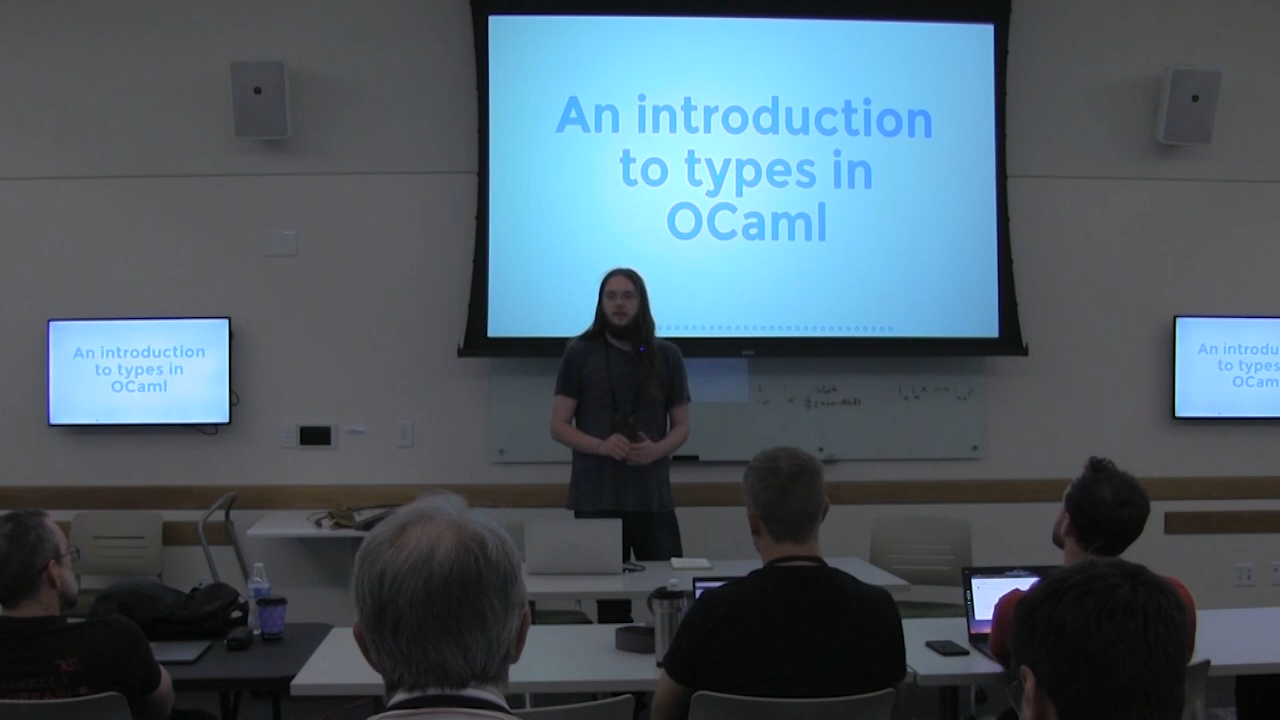 An introduction
to types in
OCaml
An introduction
to types in
OCaml
An introdu
to types
OCam